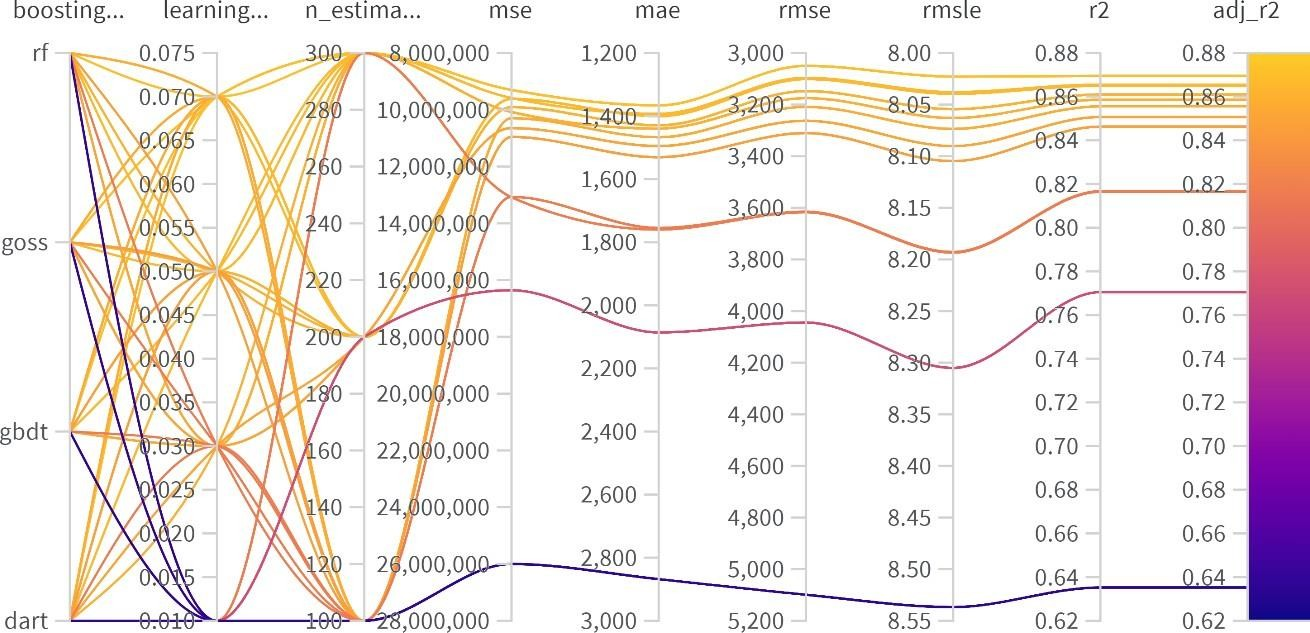 boosting... learning... n_estima... mse mae rmse rmsle r2 adj_r2
rf 0.075 300 8,000,000 1,200 3,000 8.00 0.88 0.88
0.070 280 10,000,000 1,400 3,200 8.05 0.86 0.86
0.065 260 12,000,000 1,600 3,400 8.10 0.84 0.84
0.060 240 14,000,000 1,800 3,600 8.15 0.82 0.82
goss 0.055 220 16,000,000 2,000 3,800 8.20 0.80 0.80
0.050 200 18,000,000 2,200 4,000 8.25 0.78 0.78
0.045 180 20,000,000 2,400 4,200 8.30 0.76 0.76
0.040 160 22,000,000 2,600 4,400 8.35 0.74 0.74
0.035 140 24,000,000 2,800 4,600 8.40 0.72 0.72
gbdt 0.030 120 26,000,000 3,000 4,800 8.45 0.70 0.70
0.025 100 28,000,000 5,000 8.50 0.68 0.68
0.020 5,200 8.55 0.66 0.66
0.015 0.64 0.64
dart 0.010 0.62 0.62